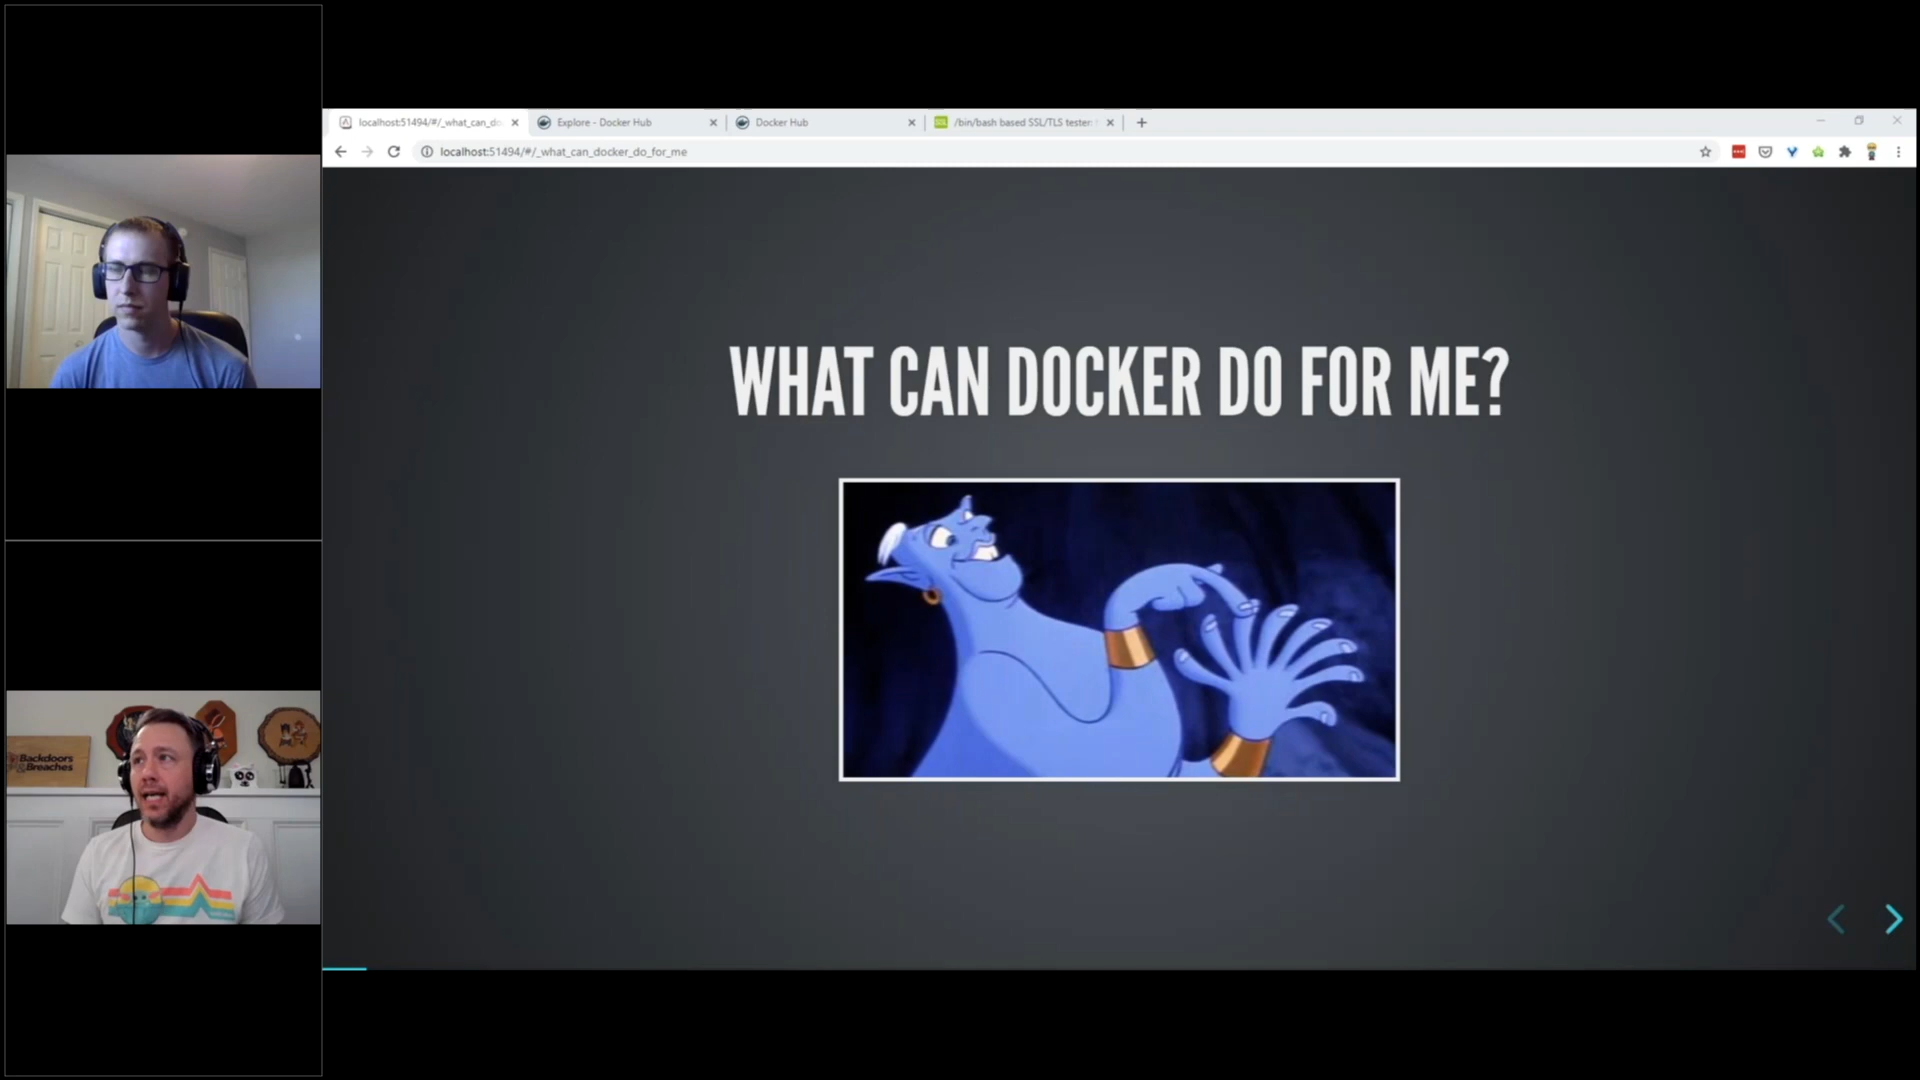 localhost:51494/#/_what_can_do
Explore - Docker Hub
Docker Hub
/bin/bash based SSL/TLS tester:
localhost:51494/#/_what_can_docker_do_for_me
WHAT CAN DOCKER DO FOR ME?
Backdoors
& Breaches